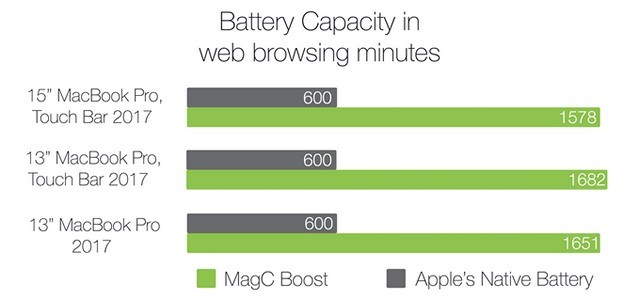 Battery Capacity in
web browsing minutes
15” MacBook Pro,
Touch Bar 2017
600
1578
13” MacBook Pro,
Touch Bar 2017
600
1682
13” MacBook Pro
2017
600
1651
MagC Boost
Apple’s Native Battery